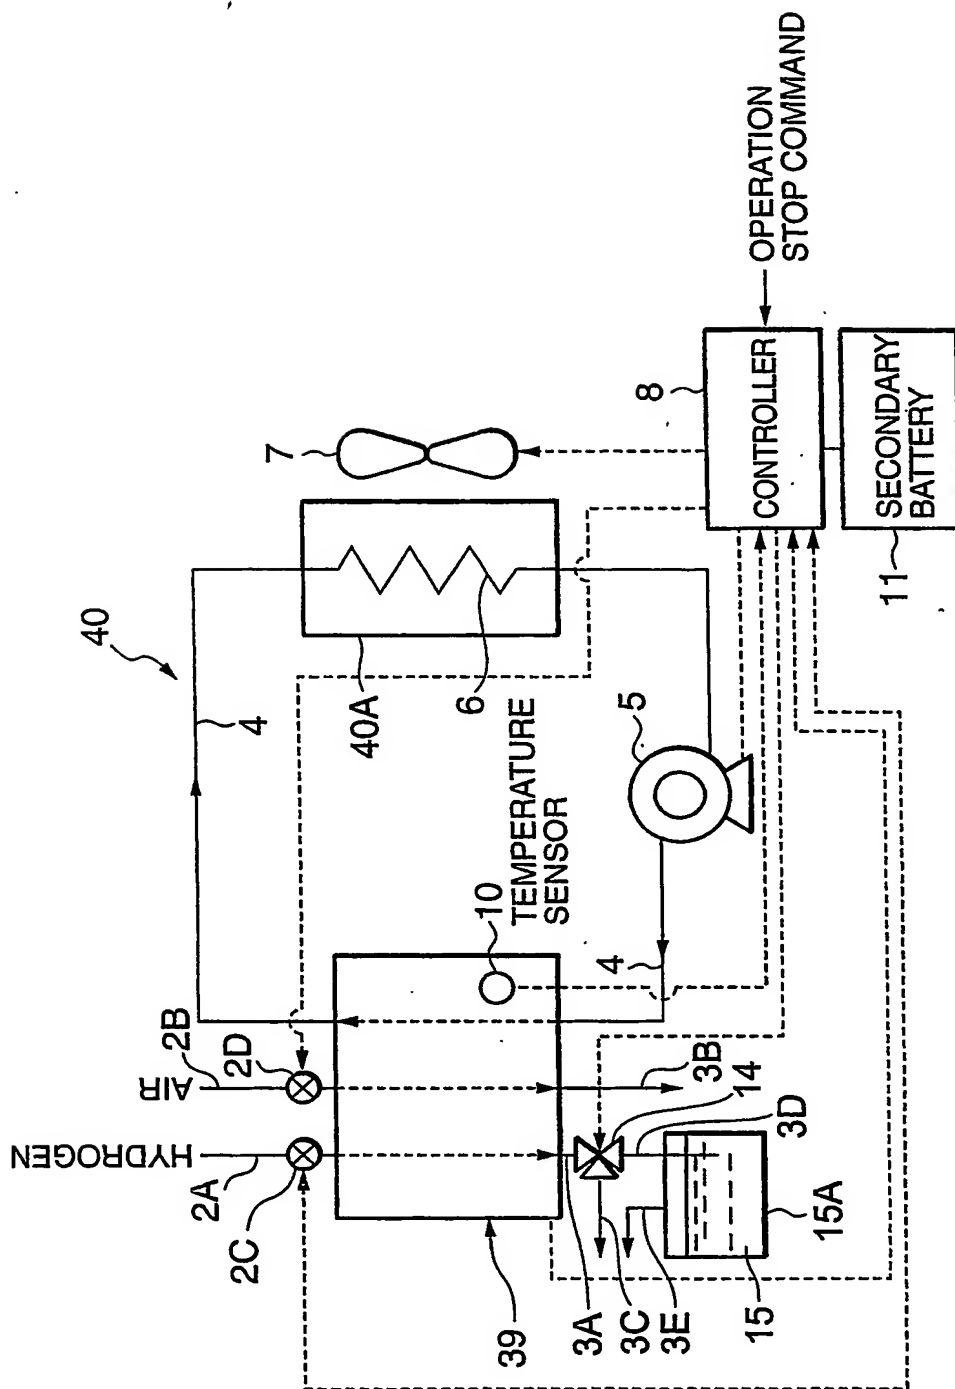 HYDROGEN
2A
2C
AIR
2B
2D
39
3A
3C
3E
15
15A
3D
14
3B
4
10
TEMPERATURE
SENSOR
4
40
40A
6
5
7
8
CONTROLLER
OPERATION
STOP COMMAND
SECONDARY
BATTERY
11